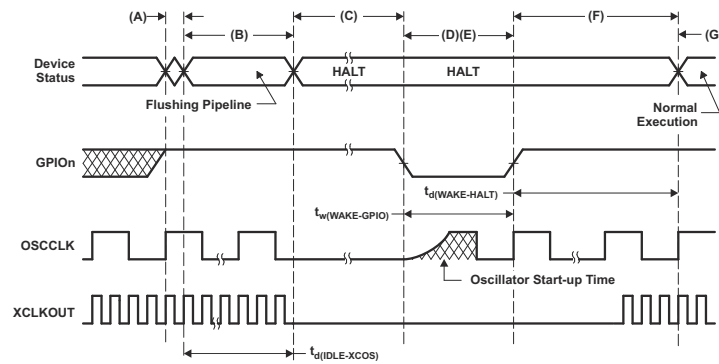 (A)
(B)
(C)
(D)(E)
(F)
(G
Device
Status
HALT
HALT
Flushing Pipeline
Normal
Execution
GPIOn
td(WAKE-HALT)
tw(WAKE-GPIO)
OSCCLK
Oscillator Start-up Time
XCLKOUT
td(IDLE-XCOS)